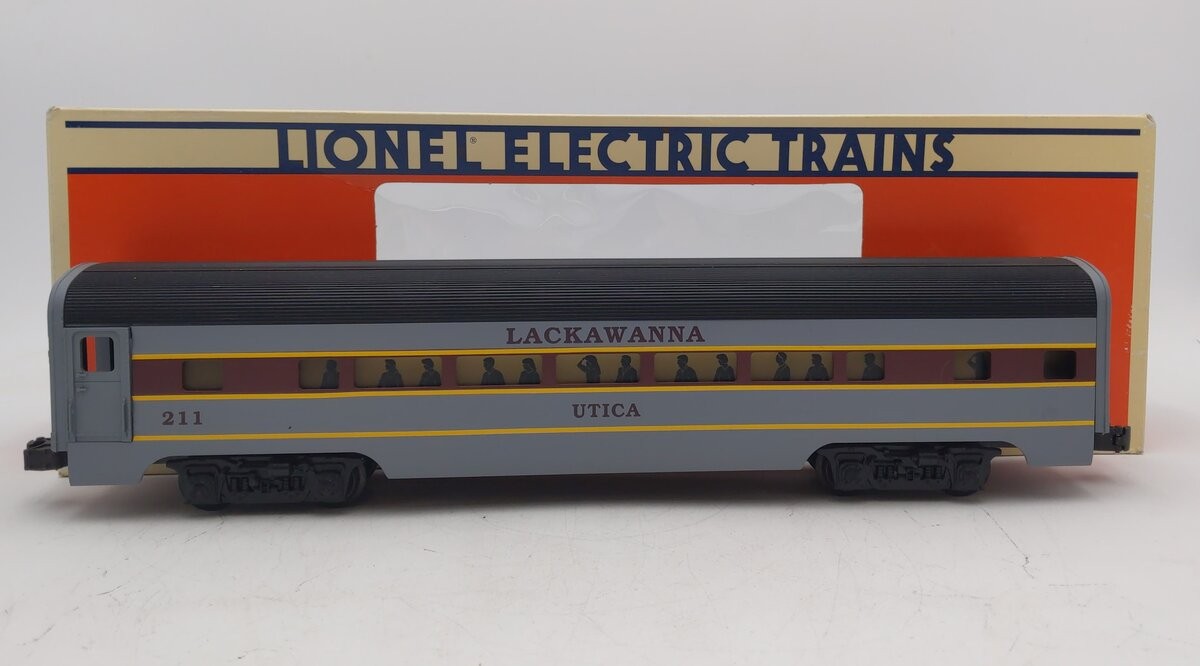 LIONEL® ELECTRIC TRAINS
LACKAWANNA
UTICA
211